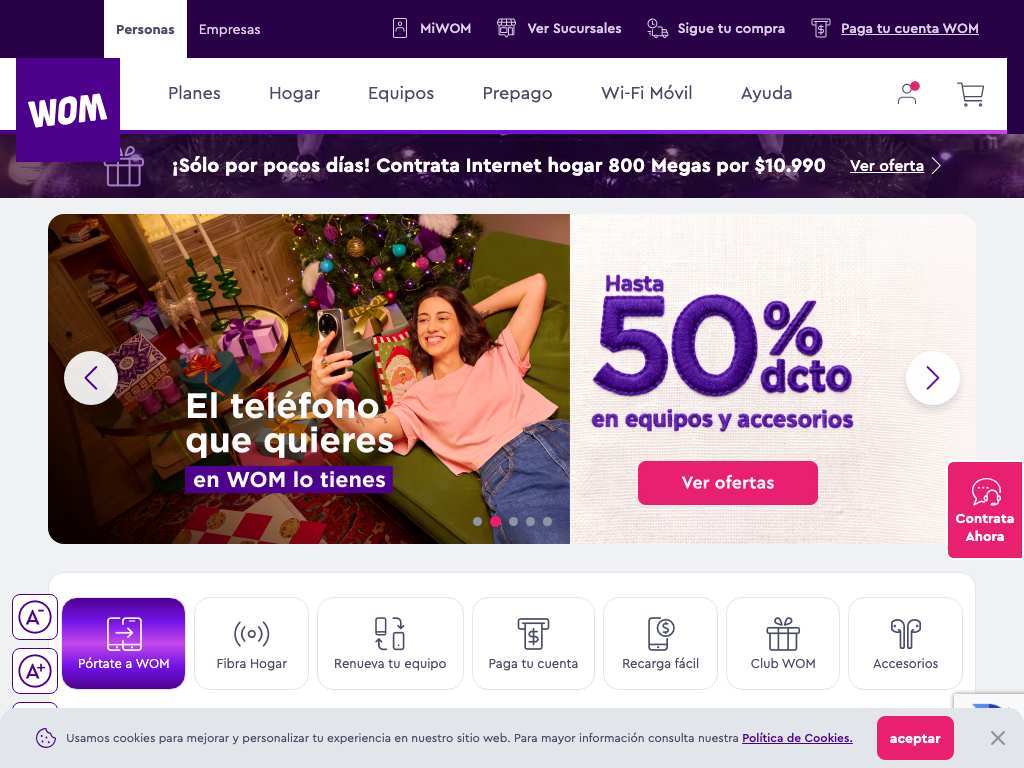 Personas
Empresas
MiWOM
Ver Sucursales
Sigue tu compra
Paga tu cuenta WOM
WOM
Planes
Hogar
Equipos
Prepago
Wi-Fi Móvil
Ayuda
¡Sólo por pocos días! Contrata Internet hogar 800 Megas por $10.990
Ver oferta
El teléfono
que quieres
en WOM lo tienes
Hasta
50% dcto
en equipos y accesorios
Ver ofertas
Contrata
Ahora
A-
A+
Pórtate a WOM
Fibra Hogar
Renueva tu equipo
Paga tu cuenta
Recarga fácil
Club WOM
Accesorios
Usamos cookies para mejorar y personalizar tu experiencia en nuestro sitio web. Para mayor información consulta nuestra Política de Cookies.
aceptar